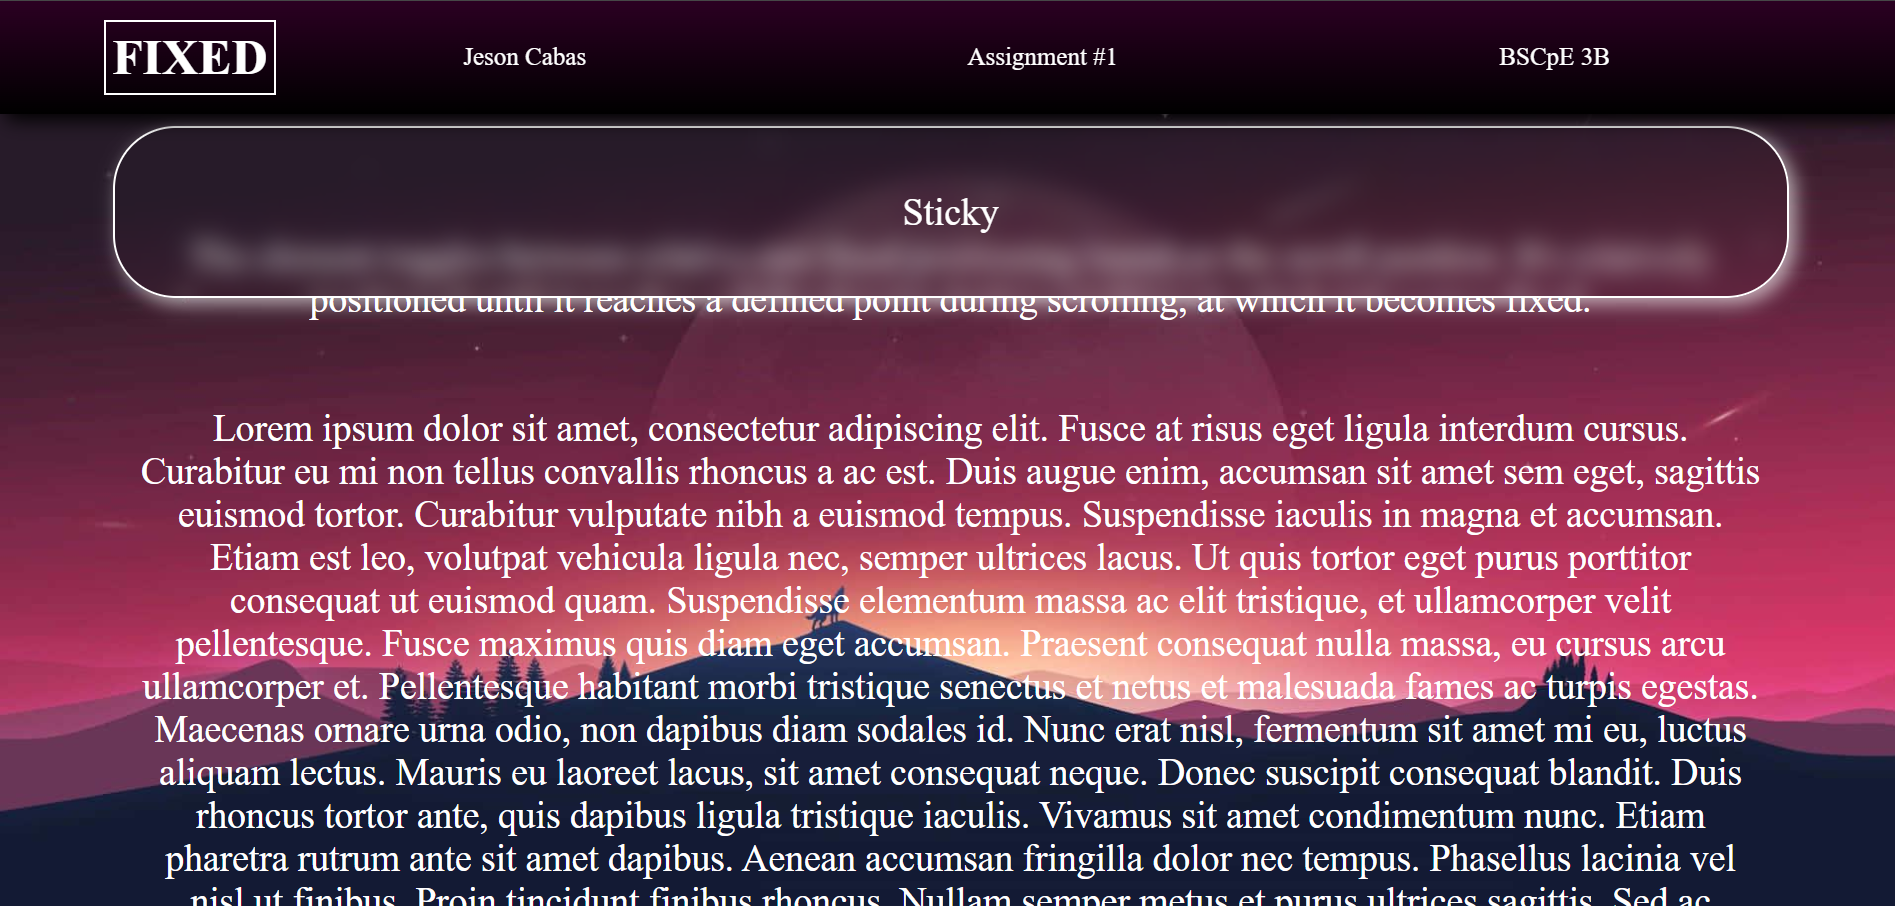 FIXED
Jeson Cabas
Assignment #1
BSCpE 3B
Sticky
positioned until it reaches a defined point during scrolling, at which it becomes fixed.
Lorem ipsum dolor sit amet, consectetur adipiscing elit. Fusce at risus eget ligula interdum cursus.
Curabitur eu mi non tellus convallis rhoncus a ac est. Duis augue enim, accumsan sit amet sem eget, sagittis
euismod tortor. Curabitur vulputate nibh a euismod tempus. Suspendisse iaculis in magna et accumsan.
Etiam est leo, volutpat vehicula ligula nec, semper ultrices lacus. Ut quis tortor eget purus porttitor
consequat ut euismod quam. Suspendisse elementum massa ac elit tristique, et ullamcorper velit
pellentesque. Fusce maximus quis diam eget accumsan. Praesent consequat nulla massa, eu cursus arcu
ullamcorper et. Pellentesque habitant morbi tristique senectus et netus et malesuada fames ac turpis egestas.
Maecenas ornare urna odio, non dapibus diam sodales id. Nunc erat nisl, fermentum sit amet mi eu, luctus
aliquam lectus. Mauris eu laoreet lacus, sit amet consequat neque. Donec suscipit consequat blandit. Duis
rhoncus tortor ante, quis dapibus ligula tristique iaculis. Vivamus sit amet condimentum nunc. Etiam
pharetra rutrum ante sit amet dapibus. Aenean accumsan fringilla dolor nec tempus. Phasellus lacinia vel
nisl ut finibus. Proin tincidunt finibus rhoncus. Nullam semper metus et purus ultrices sagittis. Sed ac